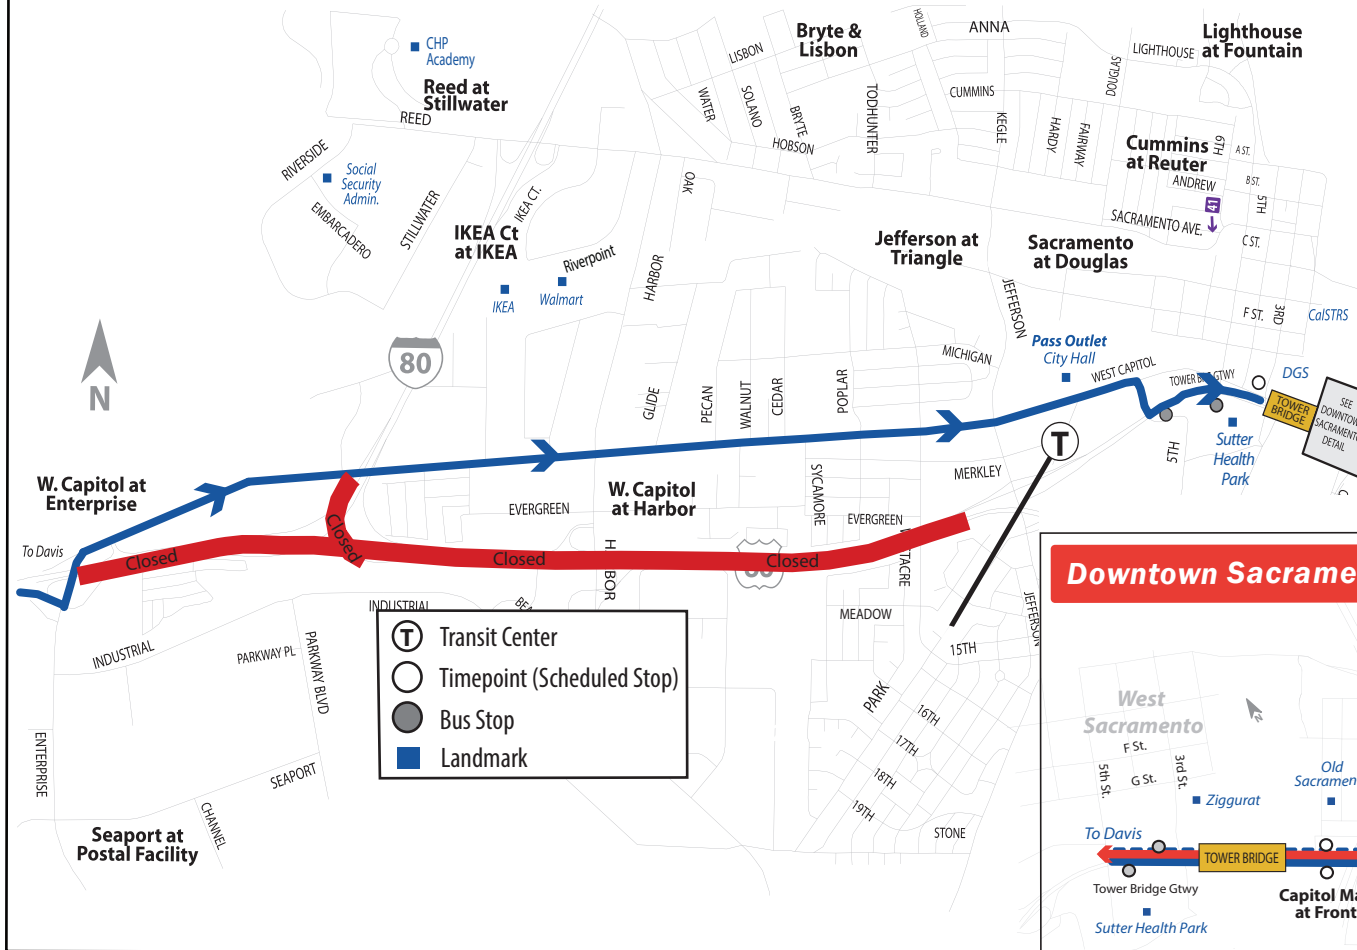 CHP
Academy
Reed at
Stillwater
REED
RIVERSIDE
Social
Security
Admin.
EMBARCADERO
STILLWATER
IKEA CT.
IKEA Ct
at IKEA
Riverpoint
IKEA
Walmart
HARBOR
OAK
Bryte &
Lisbon
LISBON
WATER
SOLANO
BRYTE
HOBSON
TODHUNTER
HOLLAND
ANNA
CUMMINS
KEGLE
HARDY
FAIRWAY
DOUGLAS
LIGHTHOUSE
Lighthouse
at Fountain
Cummins
at Reuter
6TH
A ST.
ANDREW
B ST.
5TH
41
SACRAMENTO AVE.
C ST.
Jefferson at
Triangle
Sacramento
at Douglas
JEFFERSON
F ST.
3RD
CalSTRS
80
N
MICHIGAN
Pass Outlet
City Hall
WEST CAPITOL
DGS
TOWER
BRIDGE
SEE
DETAIL
GLIDE
PECAN
WALNUT
CEDAR
POPLAR
T
5TH
Sutter
Health
Park
MERKLEY
W. Capitol at
Enterprise
W. Capitol
at Harbor
EVERGREEN
SYCAMORE
EVERGREEN
To Davis
Closed
Closed
Closed
Closed
INDUSTRIAL
INDUSTRIAL
PARKWAY PL
PARKWAY BLVD
MEADOW
15TH
PARK
16TH
17TH
18TH
19TH
STONE
ENTERPRISE
SEAPORT
CHANNEL
Seaport at
Postal Facility
T Transit Center
Timepoint (Scheduled Stop)
Bus Stop
Landmark
Downtown Sacrame
West
Sacramento
N
F St.
G St.
5th St.
3rd St.
Ziggurat
Old
Sacramen
To Davis
TOWER BRIDGE
Tower Bridge Gtwy
Sutter Health Park
Capitol Ma
at Front